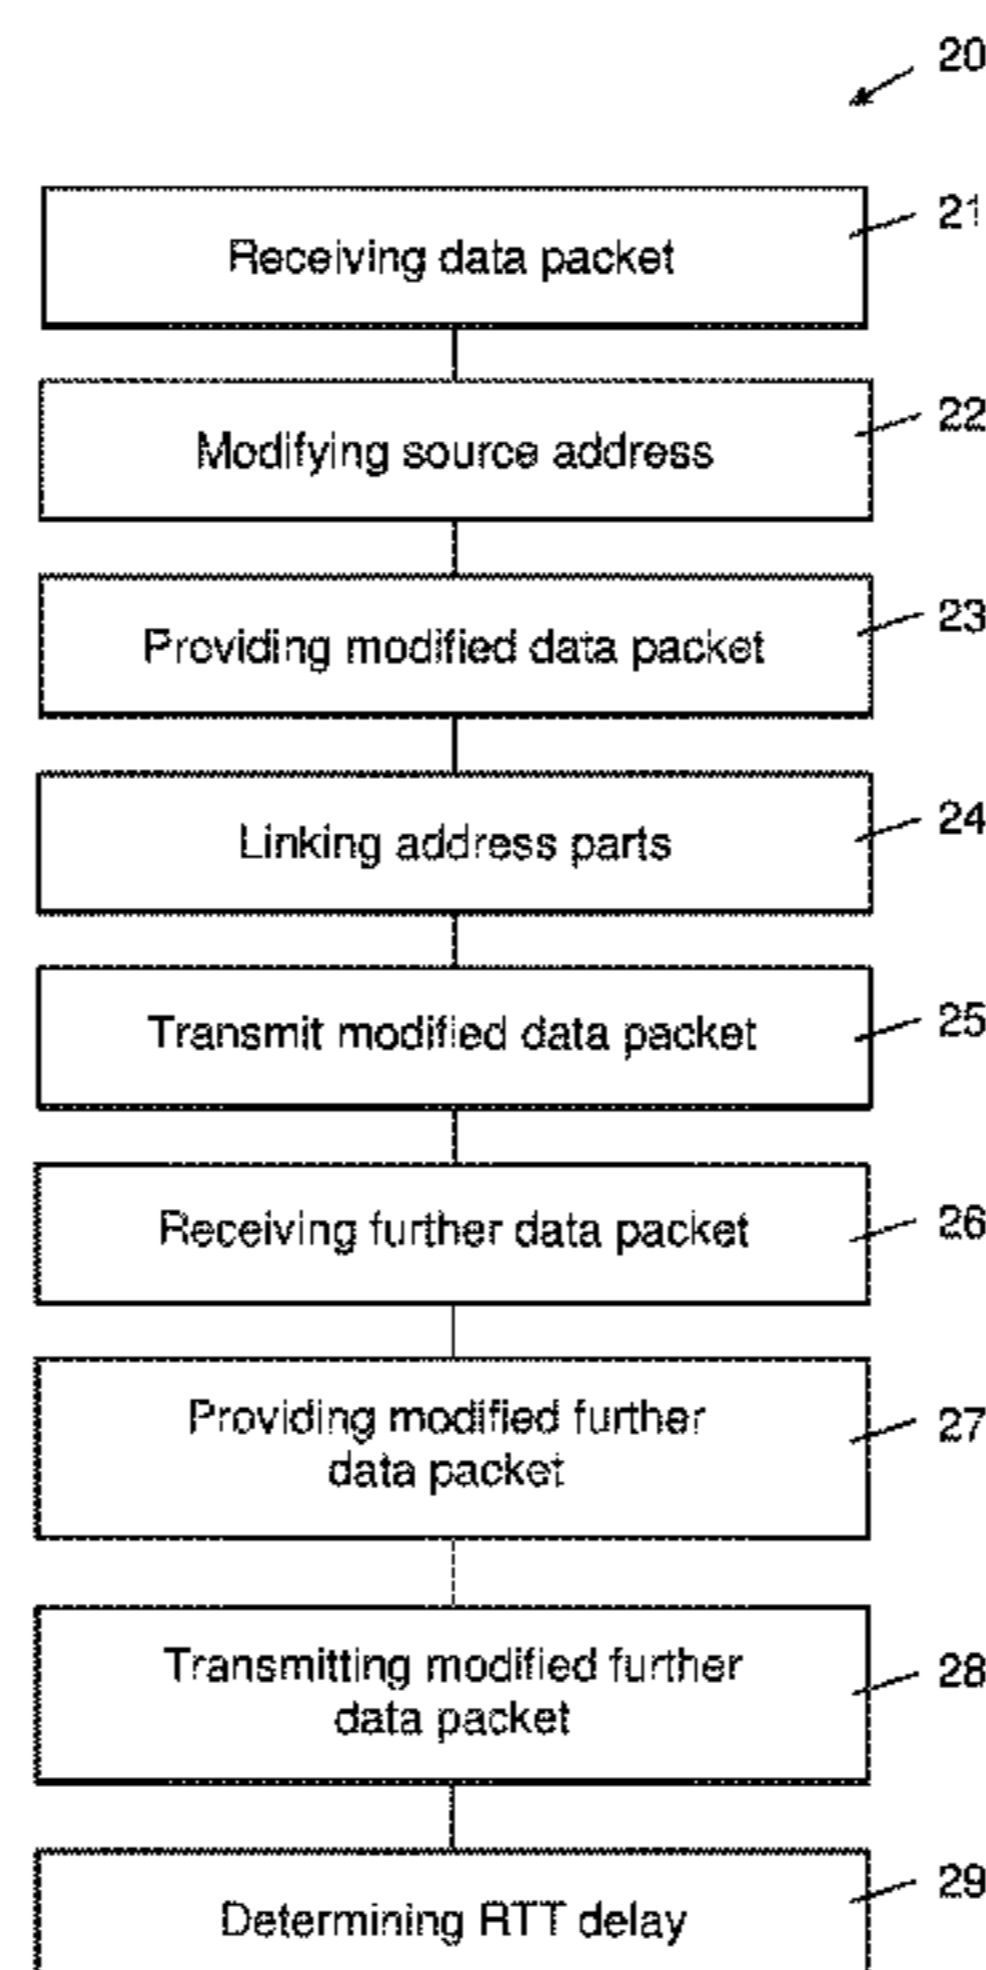 20
Receiving data packet
21
Modifying source address
22
Providing modified data packet
23
Linking address parts
24
Transmit modified data packet
25
Receiving further data packet
26
Providing modified further
data packet
27
Transmitting modified further
data packet
28
Determining RTT delay
29